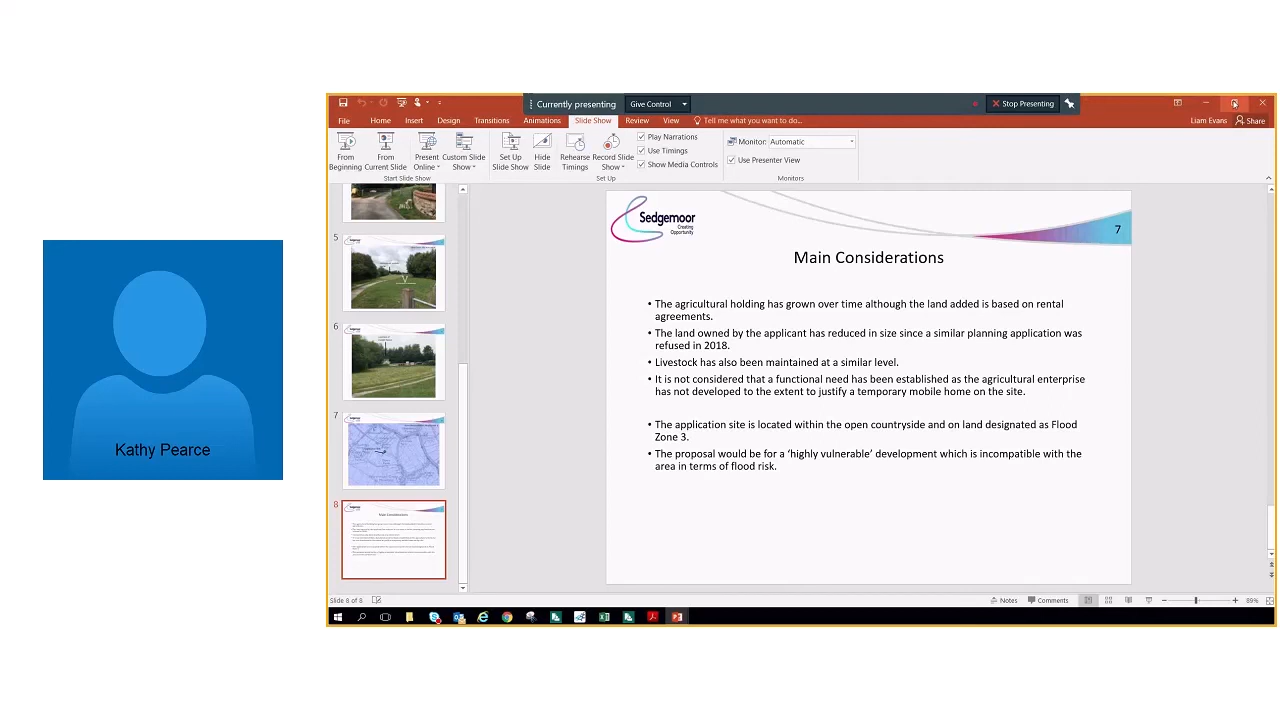 Currently presenting
Give Control
Stop Presenting
File
Home
Insert
Design
Transitions
Animations
Slide Show
Review
View
Tell me what you want to do...
Liam Evans
Share
From Beginning
From Current Slide
Present Online
Custom Slide Show
Start Slide Show
Set Up Slide Show
Hide Slide
Rehearse Timings
Record Slide Show
Play Narrations
Use Timings
Show Media Controls
Set Up
Monitor: Automatic
Use Presenter View
Monitors
5
6
7
8
Main Considerations
Kathy Pearce
Sedgemoor
Creating
Opportunity
7
Main Considerations
• The agricultural holding has grown over time although the land added is based on rental
agreements.
• The land owned by the applicant has reduced in size since a similar planning application was
refused in 2018.
• Livestock has also been maintained at a similar level.
• It is not considered that a functional need has been established as the agricultural enterprise
has not developed to the extent to justify a temporary mobile home on the site.
• The application site is located within the open countryside and on land designated as Flood
Zone 3.
• The proposal would be for a ‘highly vulnerable’ development which is incompatible with the
area in terms of flood risk.
Slide 8 of 8
Notes
Comments
89%